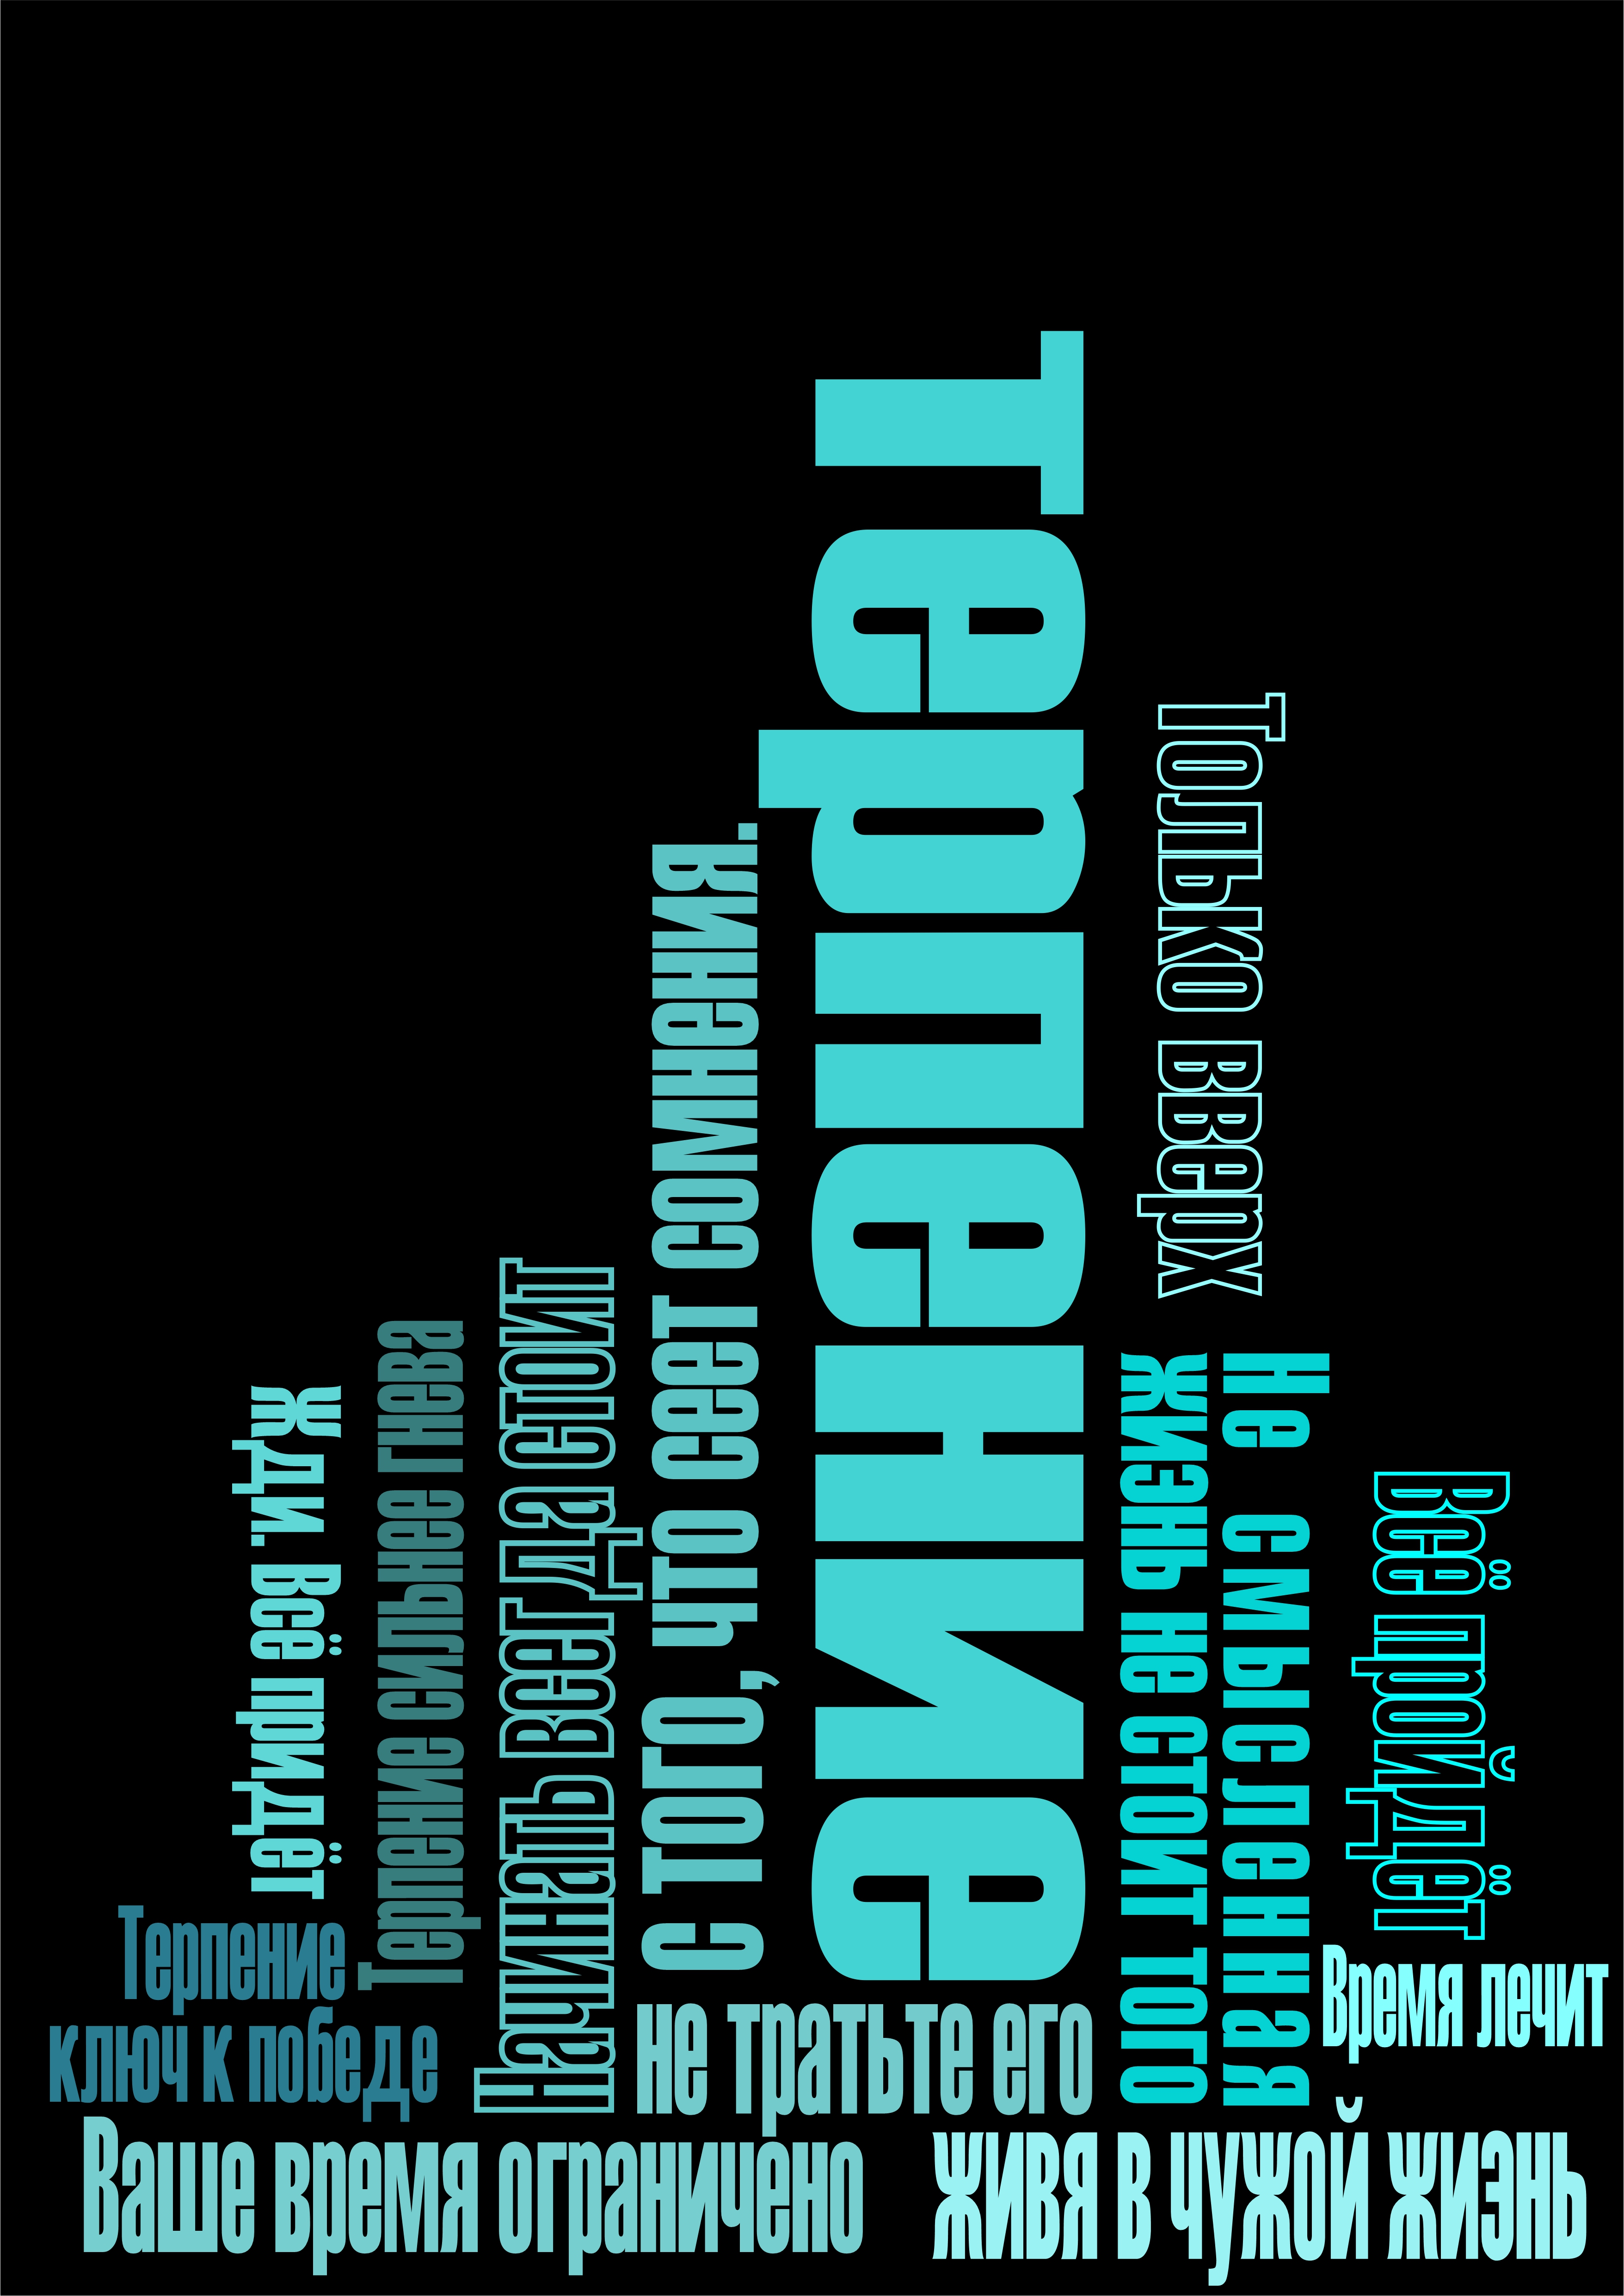 Терпение
Только вверх
Жди. всё придёт
Терпение сильнее гнева
Начинать всегда стоит
с того, что сеет сомнения.
Не смысленная
жизнь не стоит того
Всё пройдёт
Терпение
ключ к победе
Время лечит
не тратьте его
Ваше время ограничено
живя в чужой жизнь